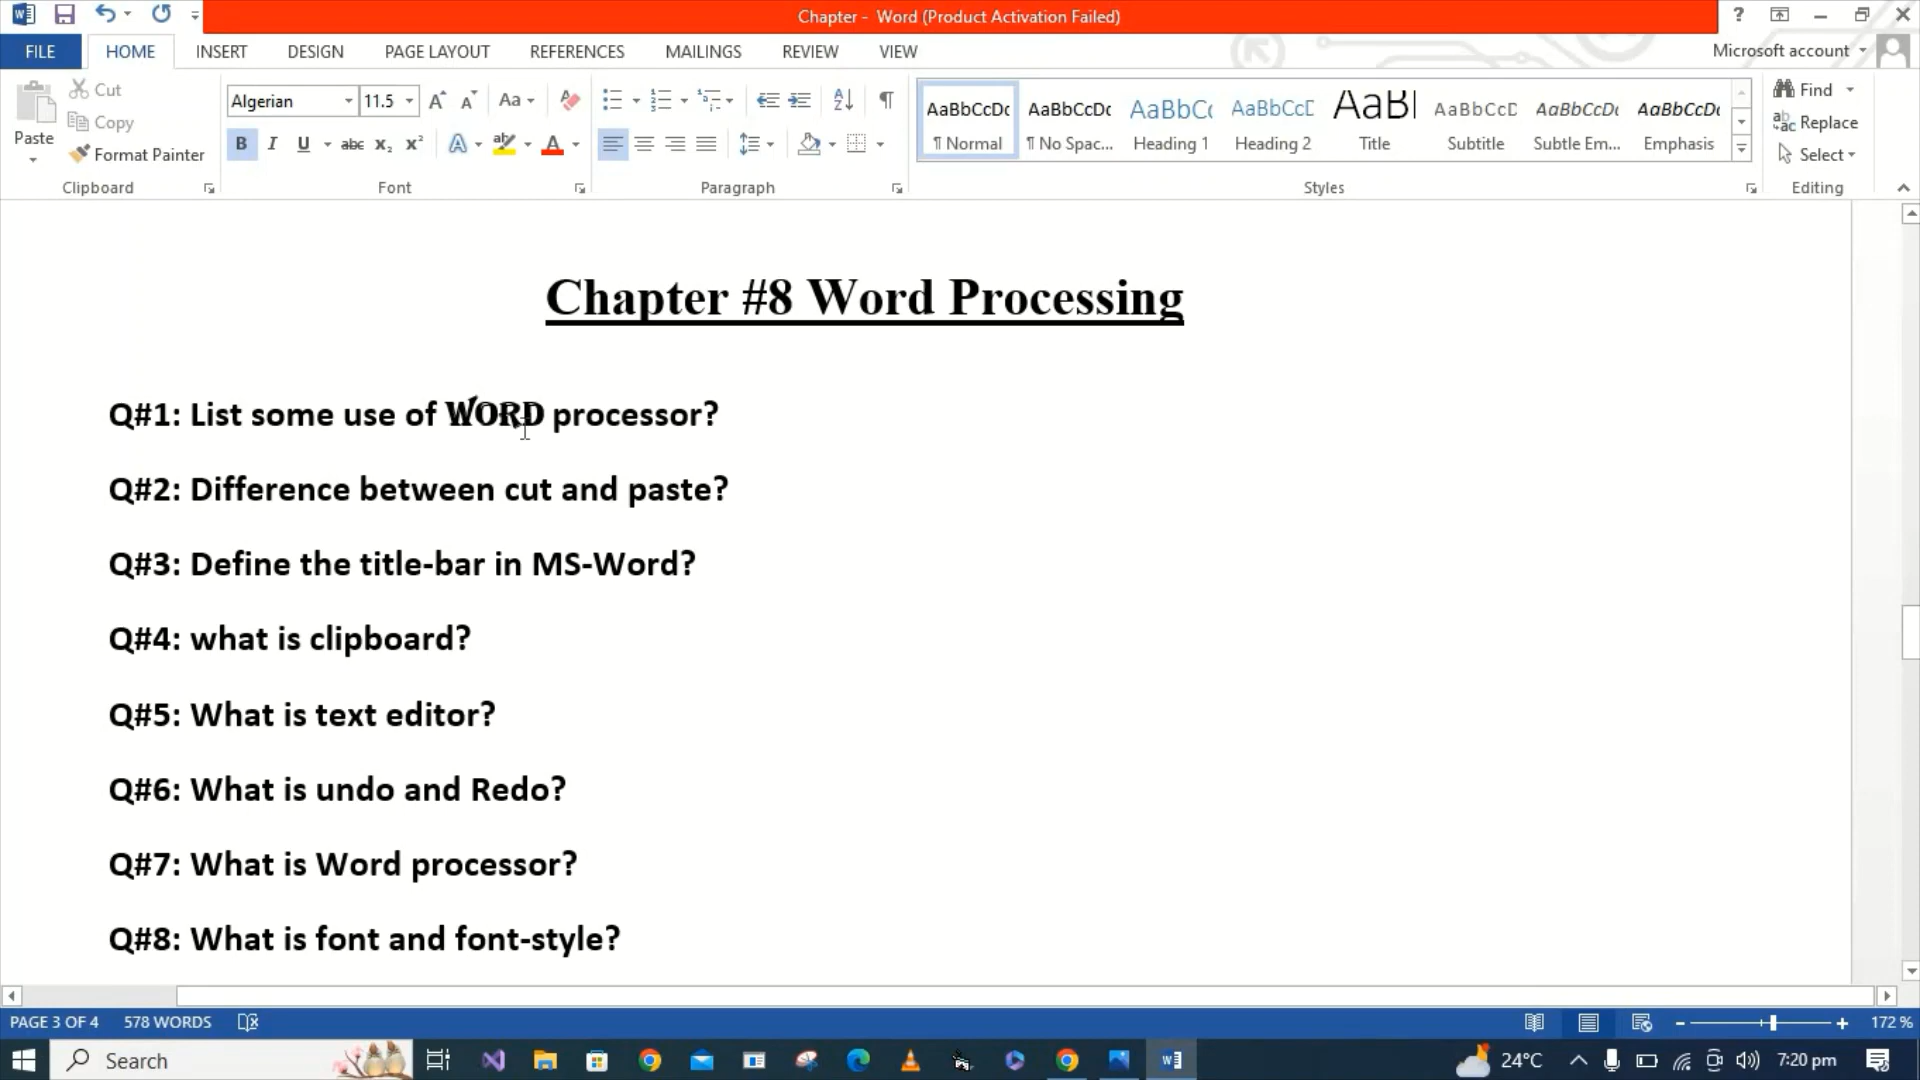 Chapter - Word (Product Activation Failed)
FILE HOME INSERT DESIGN PAGE LAYOUT REFERENCES MAILINGS REVIEW VIEW Microsoft account
Paste Cut
Copy
Format Painter
Algerian 11.5
AaBbCcDc AaBbCcDc AaBbC AaBbCcD AaB AaBbCcD AaBbCcDc AaBbCcDc
¶ Normal ¶ No Spac... Heading 1 Heading 2 Title Subtitle Subtle Em... Emphasis
Find
Replace
Select
Clipboard Font Paragraph Styles Editing
Chapter #8 Word Processing
Q#1: List some use of WORD processor?
Q#2: Difference between cut and paste?
Q#3: Define the title-bar in MS-Word?
Q#4: what is clipboard?
Q#5: What is text editor?
Q#6: What is undo and Redo?
Q#7: What is Word processor?
Q#8: What is font and font-style?
PAGE 3 OF 4 578 WORDS 172 %
Search 24°C 7:20 pm